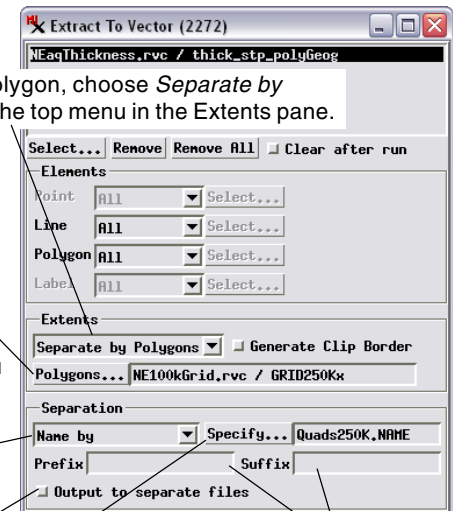 Extract To Vector (2272)
NEaqThickness.rvc / thick_stp_polyGeog
olygon, choose Separate by
he top menu in the Extents pane.
Select... Remove Remove All Clear after run
Elements
Point All Select...
Line All Select...
Polygon All Select...
Label All Select...
Extents
Separate by Polygons Generate Clip Border
Polygons... NE100kGrid.rvc / GRID250Kx
Separation
Name by Specify... Quads250K.NAME
Prefix Suffix
Output to separate files